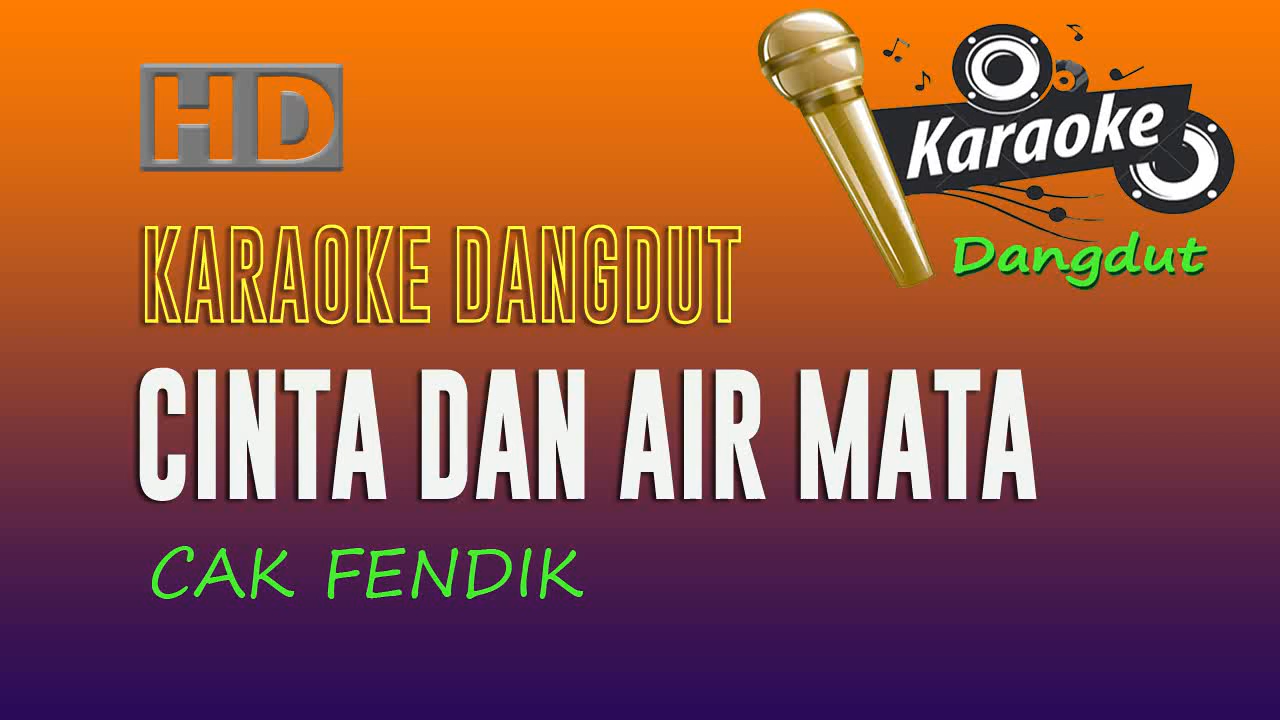 HD
Karaoke
Dangdut
KARAOKE DANGDUT
CINTA DAN AIR MATA
CAK FENDIK